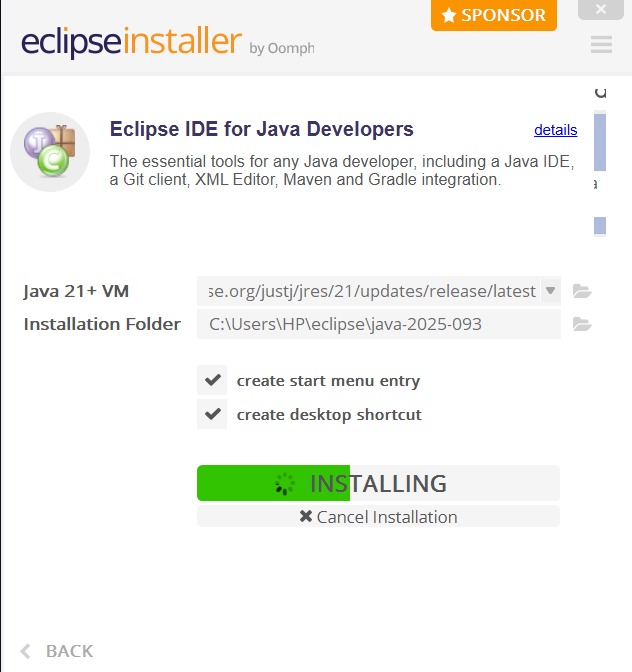 SPONSOR
eclipseinstaller by Oomph
Eclipse IDE for Java Developers
details
The essential tools for any Java developer, including a Java IDE,
a Git client, XML Editor, Maven and Gradle integration.
Java 21+ VM
se.org/justj/jres/21/updates/release/latest
Installation Folder
C:\Users\HP\eclipse\java-2025-093
create start menu entry
create desktop shortcut
INSTALLING
Cancel Installation
BACK